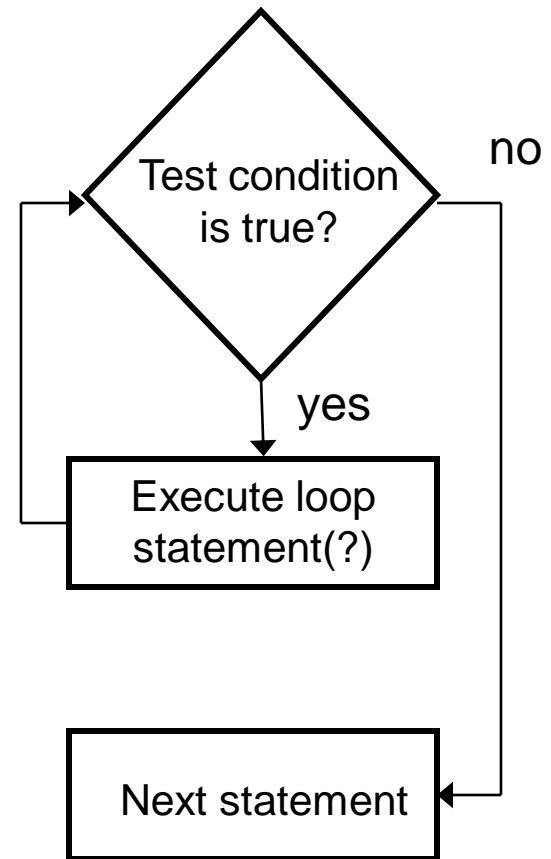 Test condition
is true?
no
yes
Execute loop
statement(?)
Next statement